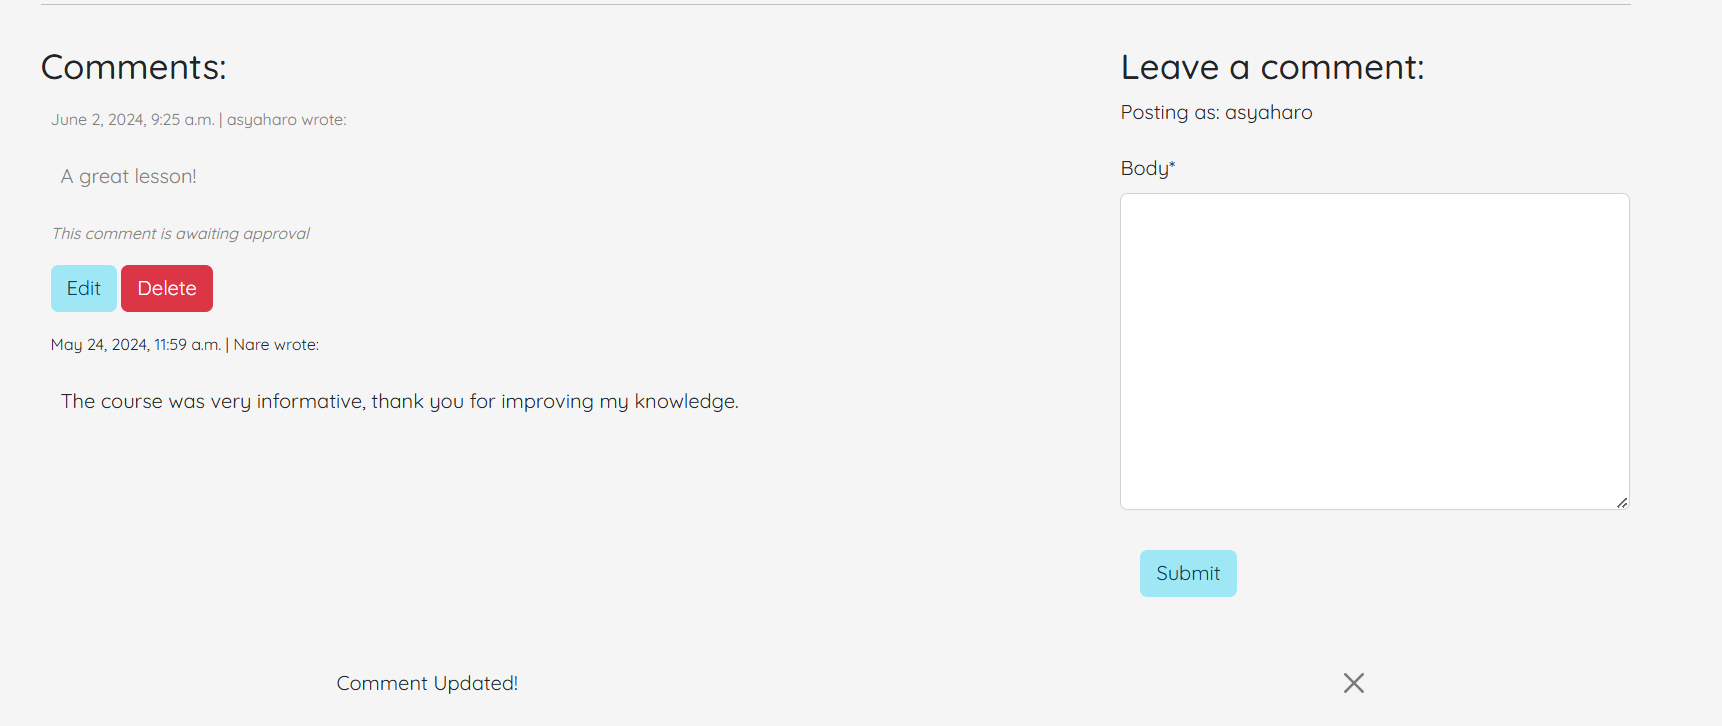 Comments:
June 2, 2024, 9:25 a.m. | asyaharo wrote:
A great lesson!
This comment is awaiting approval
Edit Delete
May 24, 2024, 11:59 a.m. | Nare wrote:
The course was very informative, thank you for improving my knowledge.
Leave a comment:
Posting as: asyaharo
Body*
Submit
Comment Updated!